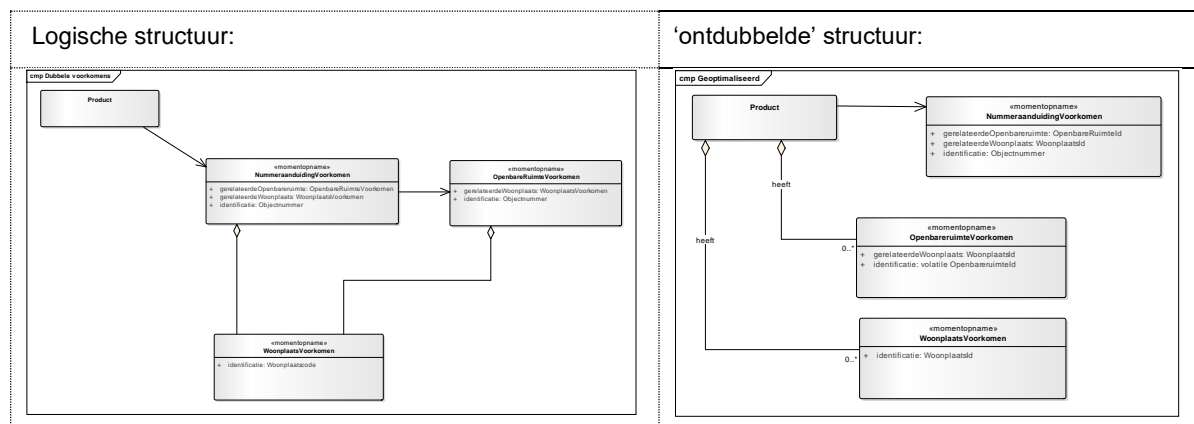 Logische structuur:
cmp Dubbele voorkomens
Product
«momentopname»
NummeraanduidingVoorkomen
+ gerelateerdeOpenbareruimte: OpenbareRuimteVoorkomen
+ gerelateerdeWoonplaats: WoonplaatsVoorkomen
+ identificatie: Objectnummer
«momentopname»
OpenbareRuimteVoorkomen
+ gerelateerdeWoonplaats: WoonplaatsVoorkomen
+ identificatie: Objectnummer
«momentopname»
WoonplaatsVoorkomen
+ identificatie: Woonplaatscode
‘ontdubbelde’ structuur:
cmp Geoptimaliseerd
Product
«momentopname»
NummeraanduidingVoorkomen
+ gerelateerdeOpenbareruimte: OpenbareRuimteId
+ gerelateerdeWoonplaats: WoonplaatsId
+ identificatie: Objectnummer
heeft
heeft
0..*
«momentopname»
OpenbareruimteVoorkomen
+ gerelateerdeWoonplaats: WoonplaatsId
+ identificatie: volatile OpenbareruimteId
0..*
«momentopname»
WoonplaatsVoorkomen
+ identificatie: WoonplaatsId